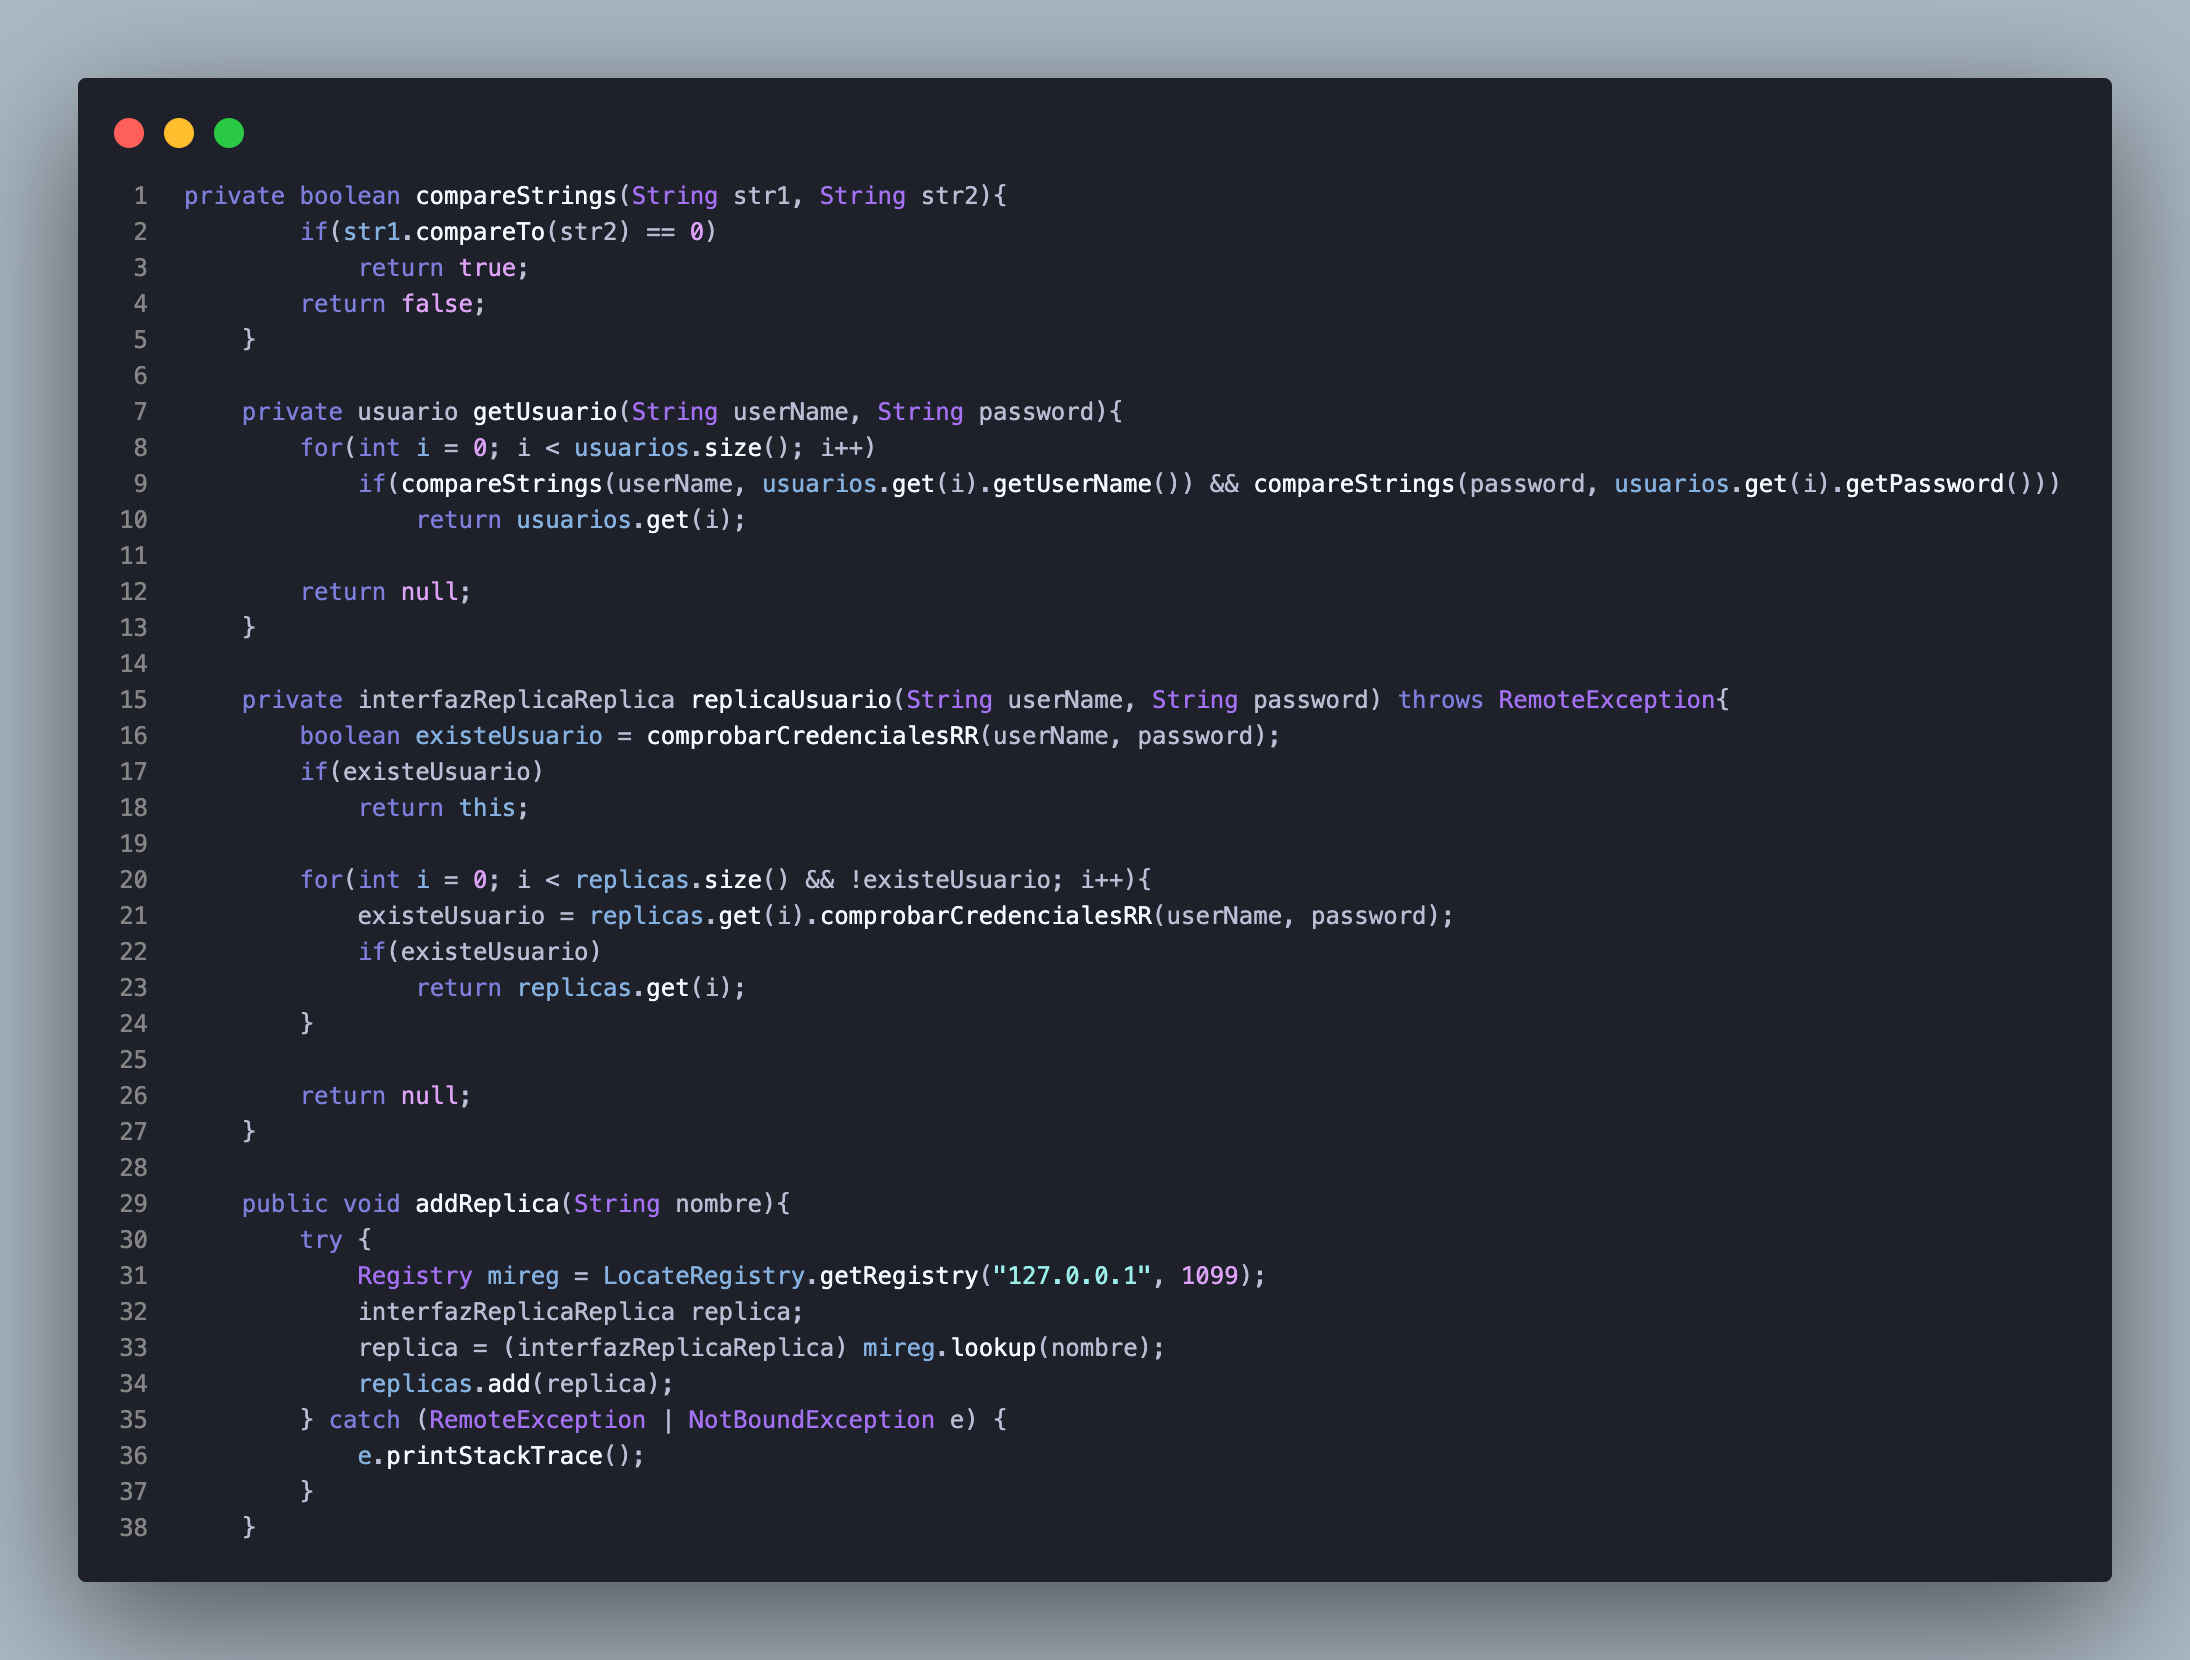 1 private boolean compareStrings(String str1, String str2){
2         if(str1.compareTo(str2) == 0)
3             return true;
4         return false;
5     }
6
7     private usuario getUsuario(String userName, String password){
8         for(int i = 0; i < usuarios.size(); i++)
9             if(compareStrings(userName, usuarios.get(i).getUserName()) && compareStrings(password, usuarios.get(i).getPassword()))
10                 return usuarios.get(i);
11
12         return null;
13     }
14
15     private interfazReplicaReplica replicaUsuario(String userName, String password) throws RemoteException{
16         boolean existeUsuario = comprobarCredencialesRR(userName, password);
17         if(existeUsuario)
18             return this;
19
20         for(int i = 0; i < replicas.size() && !existeUsuario; i++){
21             existeUsuario = replicas.get(i).comprobarCredencialesRR(userName, password);
22             if(existeUsuario)
23                 return replicas.get(i);
24         }
25
26         return null;
27     }
28
29     public void addReplica(String nombre){
30         try {
31             Registry mireg = LocateRegistry.getRegistry("127.0.0.1", 1099);
32             interfazReplicaReplica replica;
33             replica = (interfazReplicaReplica) mireg.lookup(nombre);
34             replicas.add(replica);
35         } catch (RemoteException | NotBoundException e) {
36             e.printStackTrace();
37         }
38     }